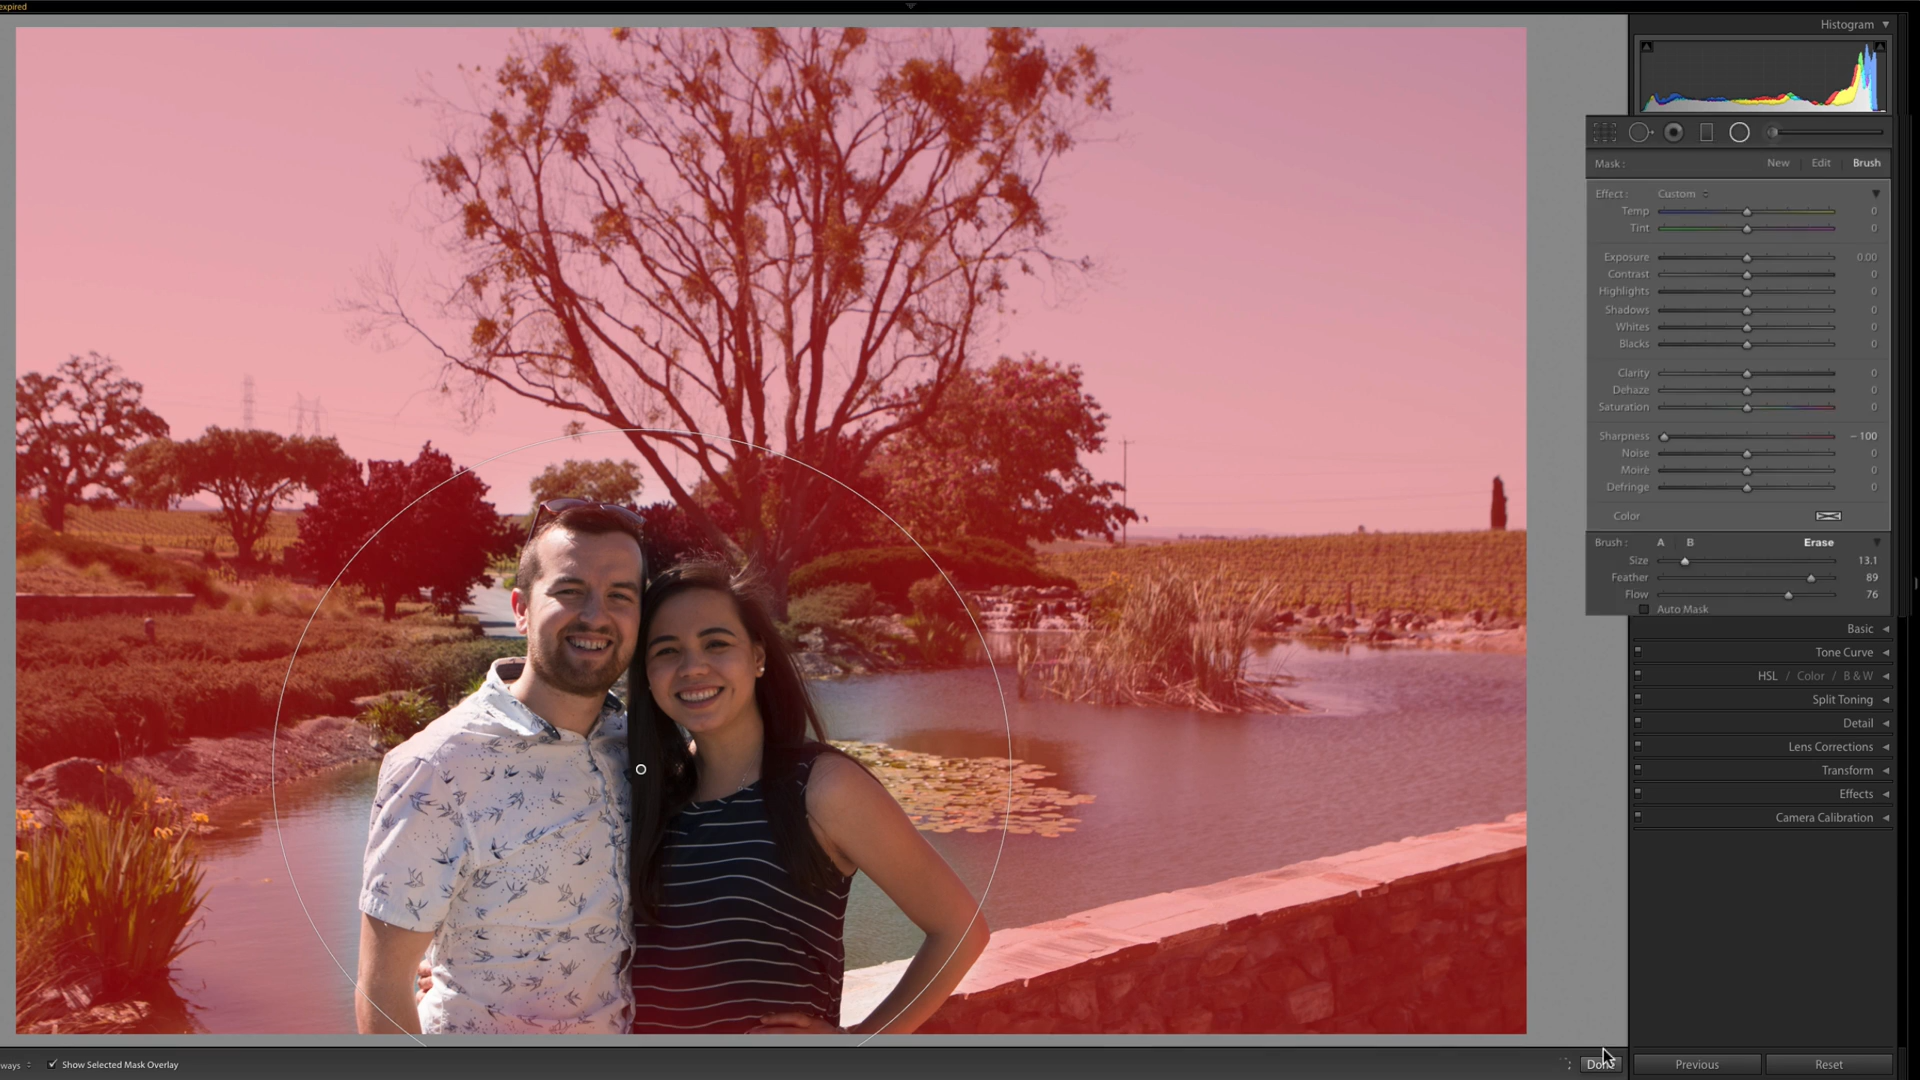 expired
Histogram
Mask : New Edit Brush
Effect : Custom
Temp 0
Tint 0
Exposure 0.00
Contrast 0
Highlights 0
Shadows 0
Whites 0
Blacks 0
Clarity 0
Dehaze 0
Saturation 0
Sharpness – 100
Noise 0
Moiré 0
Defringe 0
Color
Brush : A B Erase
Size 13.1
Feather 89
Flow 76
Auto Mask
Basic
Tone Curve
HSL / Color / B & W
Split Toning
Detail
Lens Corrections
Transform
Effects
Camera Calibration
ways Show Selected Mask Overlay Done Previous Reset